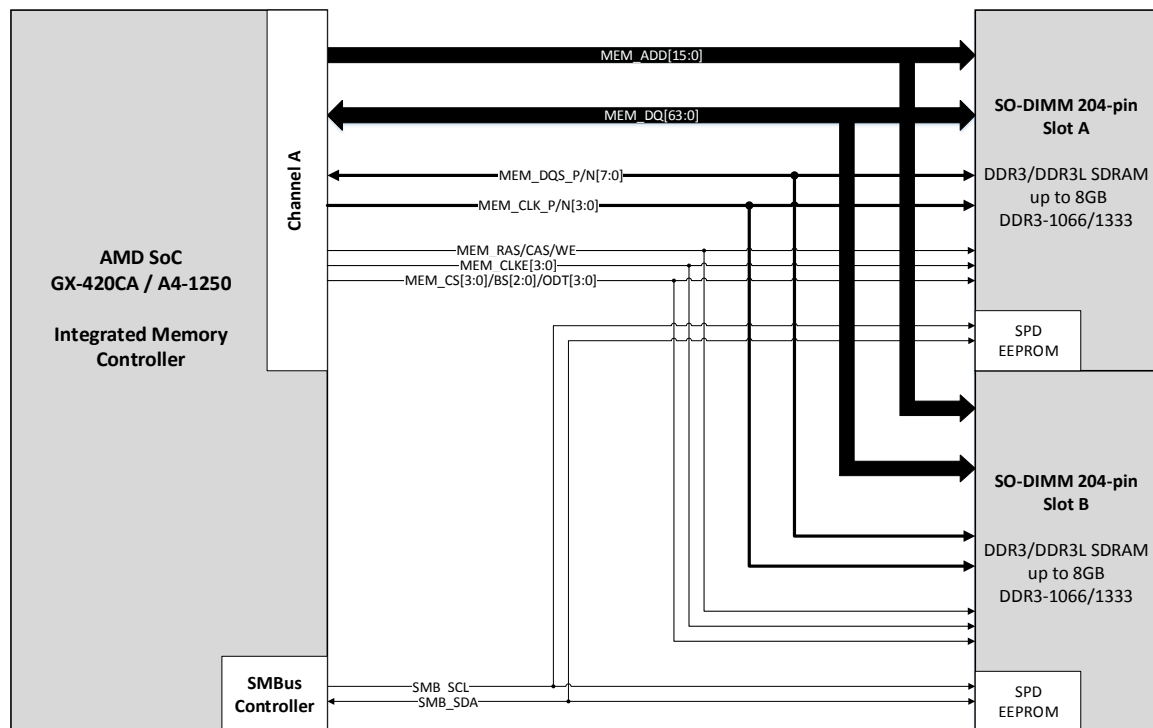 AMD SoC
GX-420CA / A4-1250
Integrated Memory
Controller
Channel A
MEM_ADD[15:0]
MEM_DQ[63:0]
MEM_DQS_P/N[7:0]
MEM_CLK_P/N[3:0]
MEM_RAS/CAS/WE
MEM_CLKE[3:0]
MEM_CS[3:0]/BS[2:0]/ODT[3:0]
SO-DIMM 204-pin
Slot A
DDR3/DDR3L SDRAM
up to 8GB
DDR3-1066/1333
SPD
EEPROM
SO-DIMM 204-pin
Slot B
DDR3/DDR3L SDRAM
up to 8GB
DDR3-1066/1333
SMBus
Controller
SMB_SCL
SMB_SDA
SPD
EEPROM